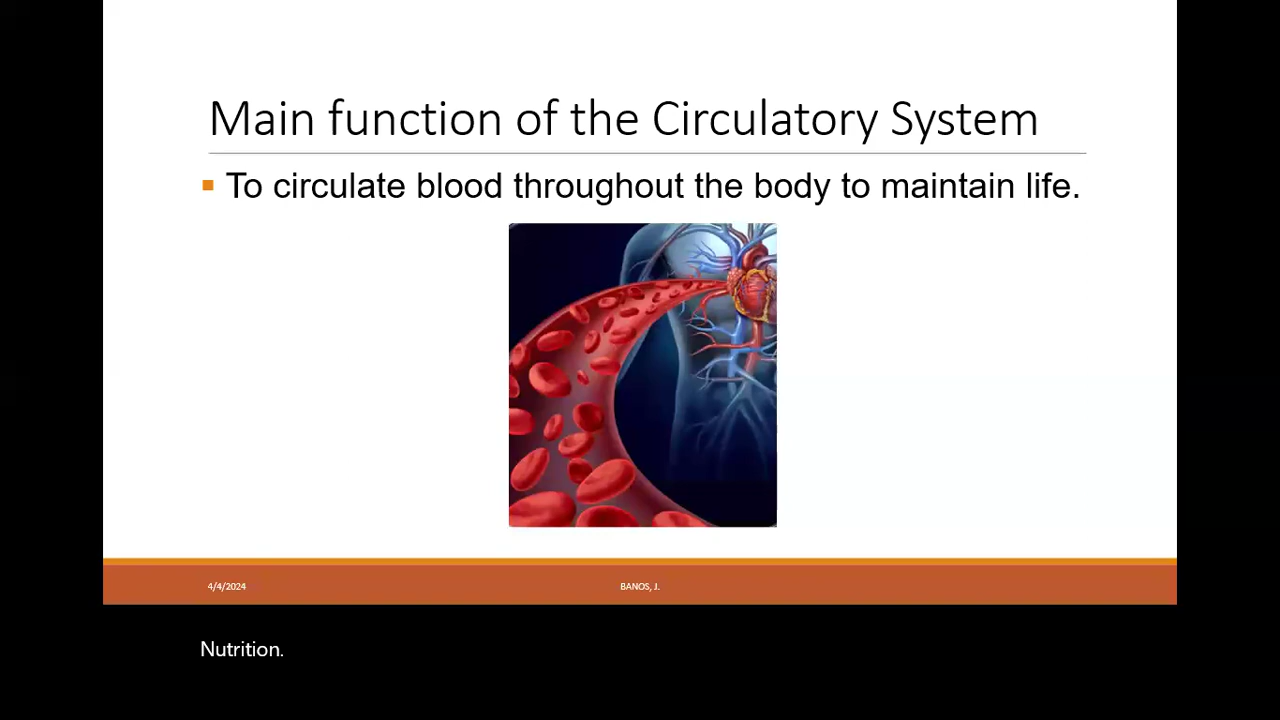 Main function of the Circulatory System
To circulate blood throughout the body to maintain life.
4/4/2024
BANOS, J.
Nutrition.